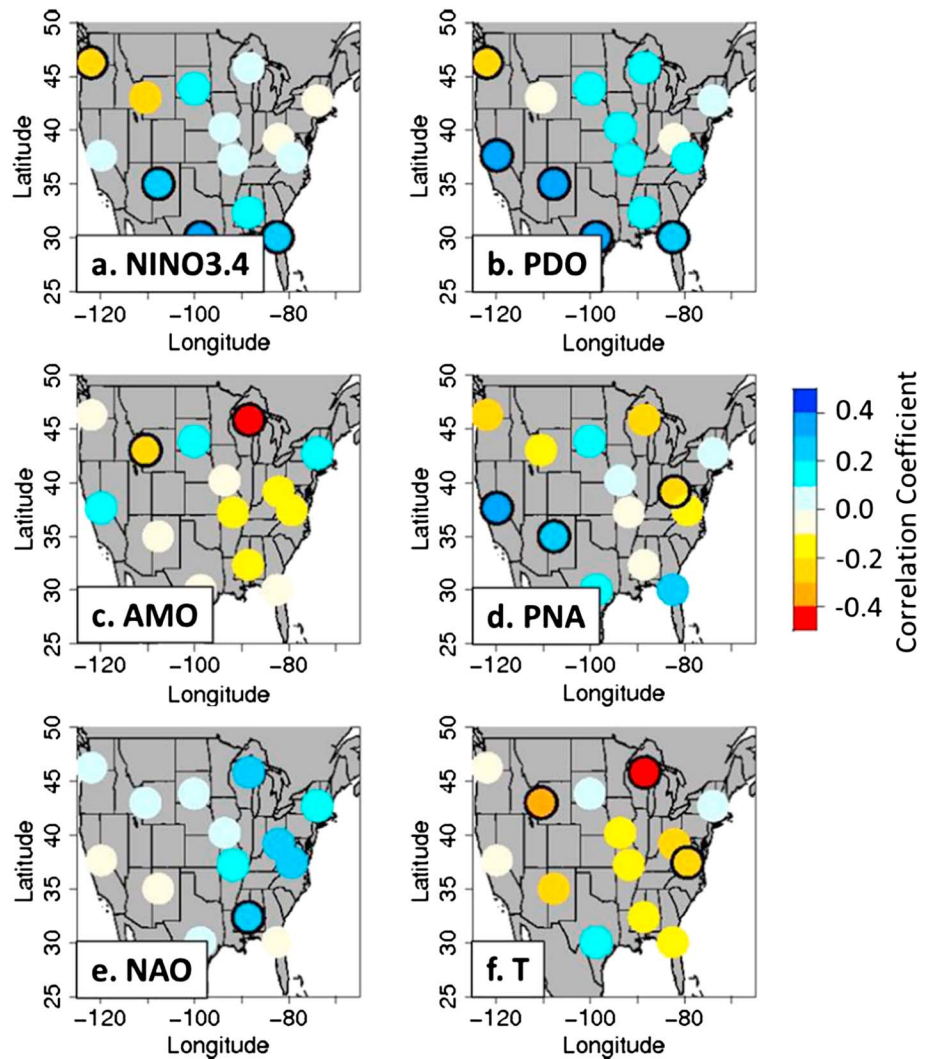 50
45
40
35
30
25
Latitude
a. NINO3.4
−120 −100 −80
Longitude
50
45
40
35
30
25
Latitude
b. PDO
−120 −100 −80
Longitude
50
45
40
35
30
25
Latitude
c. AMO
−120 −100 −80
Longitude
50
45
40
35
30
25
Latitude
d. PNA
−120 −100 −80
Longitude
0.4
0.2
0.0
-0.2
-0.4
Correlation Coefficient
50
45
40
35
30
25
Latitude
e. NAO
−120 −100 −80
Longitude
50
45
40
35
30
25
Latitude
f. T
−120 −100 −80
Longitude